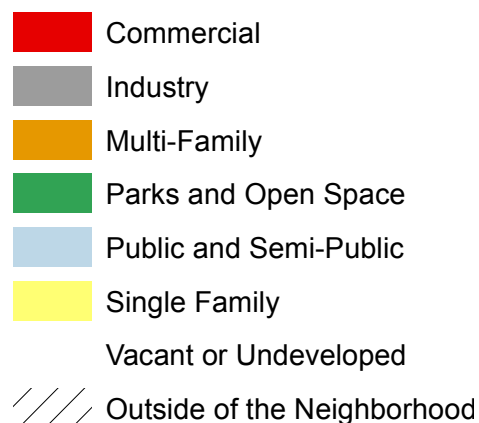 Commercial
Industry
Multi-Family
Parks and Open Space
Public and Semi-Public
Single Family
Vacant or Undeveloped
Outside of the Neighborhood